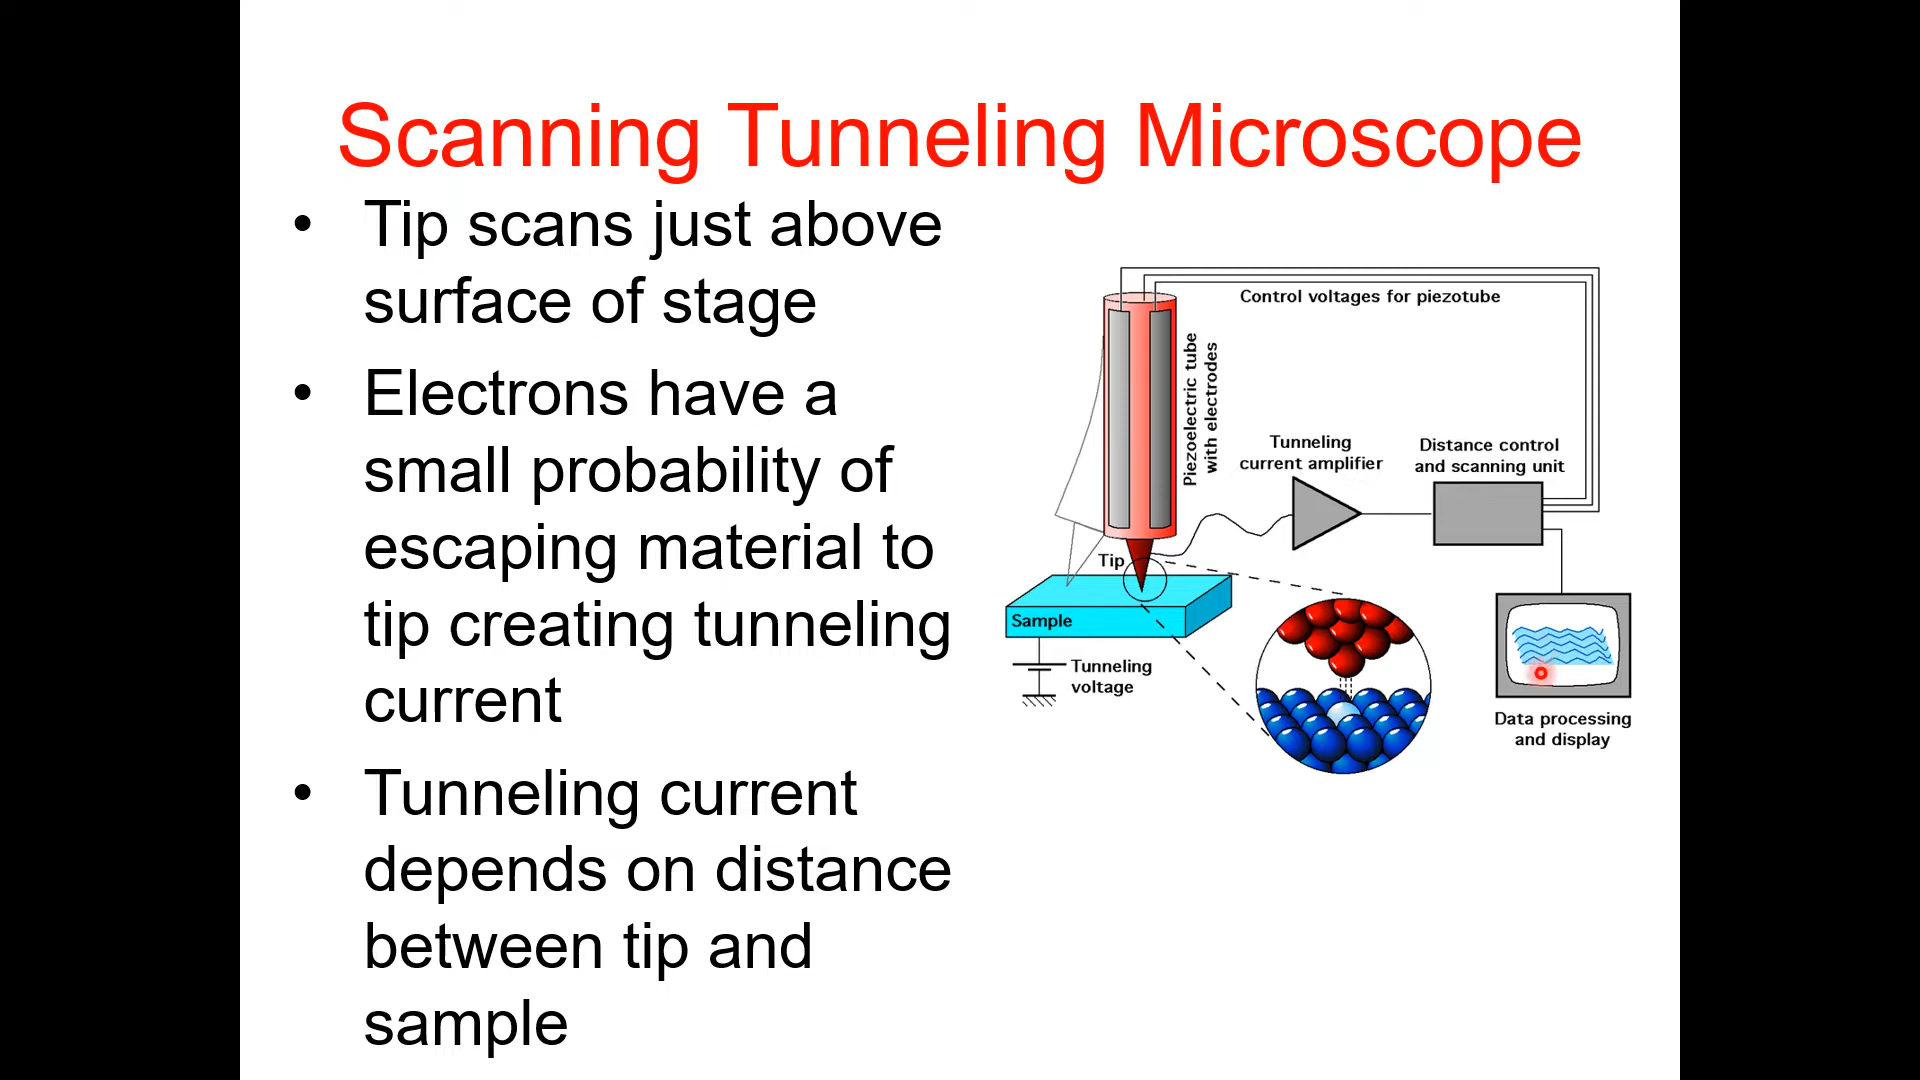 Scanning Tunneling Microscope
• Tip scans just above
surface of stage
• Electrons have a
small probability of
escaping material to
tip creating tunneling
current
• Tunneling current
depends on distance
between tip and
sample
Control voltages for piezotube
Piezoelectric tube
with electrodes
Tunneling
current amplifier
Distance control
and scanning unit
Tip
Sample
Tunneling
voltage
Data processing
and display